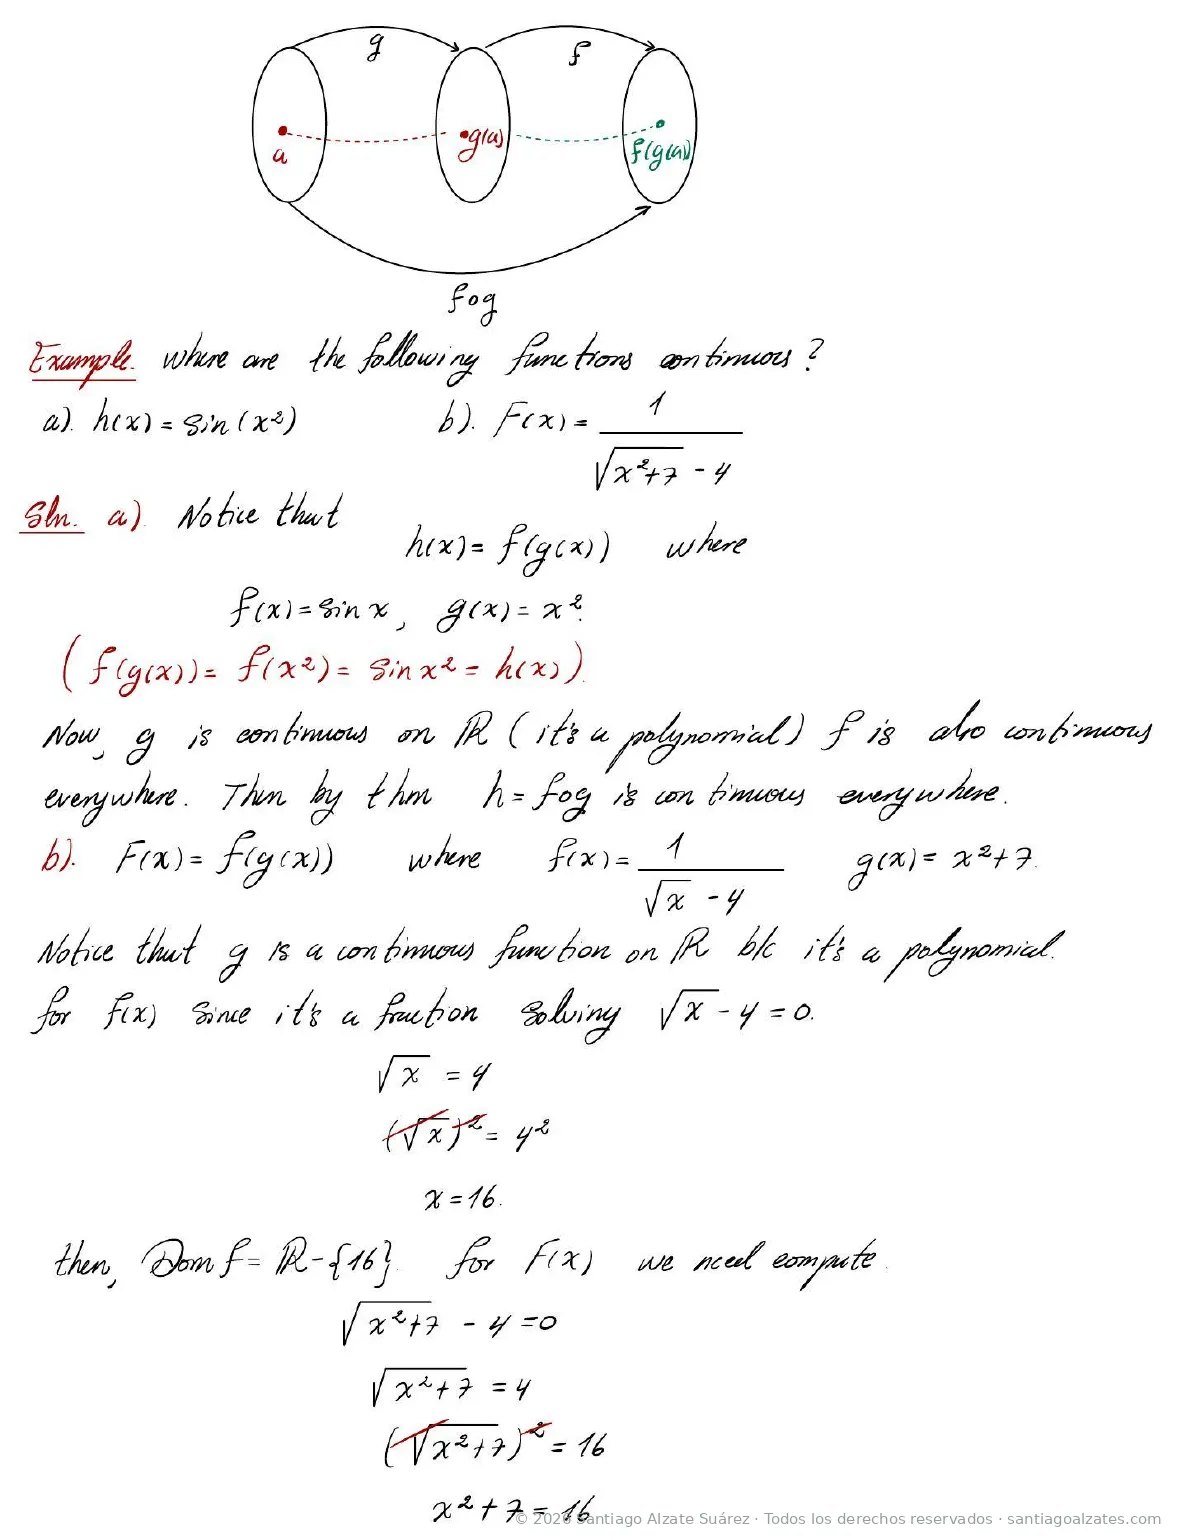 g
f
a
g(a)
f(g(a))
fog
Example. where are the following functions continuous?
a). h(x) = sin(x²)
b). F(x) = 1 / (√(x²+7) - 4)
Sln. a). Notice that
h(x) = f(g(x)) where
f(x) = sin x, g(x) = x².
(f(g(x)) = f(x²) = sin x² = h(x)).
Now, g is continuous on ℝ (it's a polynomial) f is also continuous
everywhere. Then by thm h = fog is continuous everywhere.
b). F(x) = f(g(x)) where f(x) = 1 / (√x - 4) g(x) = x² + 7.
Notice that g is a continuous function on ℝ b/c it's a polynomial.
for f(x) since it's a fraction solving √x - 4 = 0.
√x = 4
(√x)² = 4²
x = 16.
then, Dom f = ℝ - {16}. for F(x) we need compute.
√(x²+7) - 4 = 0
√(x²+7) = 4
(√(x²+7))² = 16
x² + 7 = 16
© 2026 Santiago Alzate Suárez · Todos los derechos reservados · santiagoalzates.com